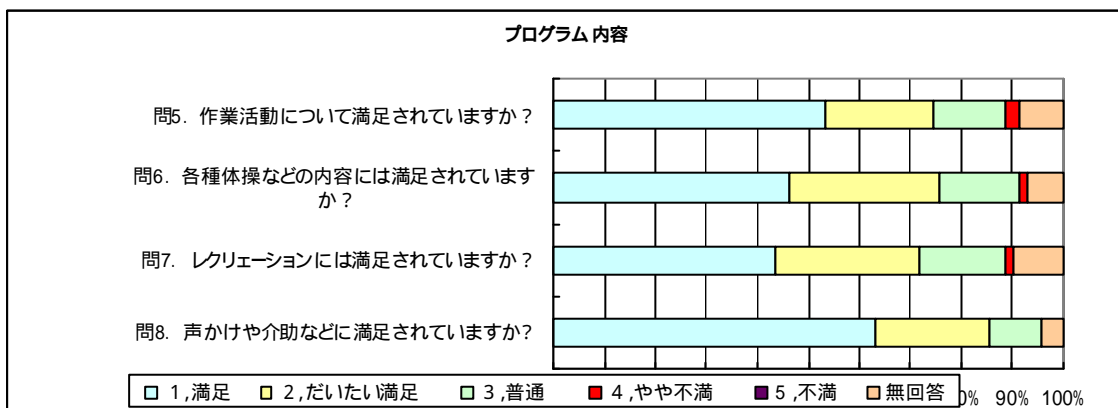 プログラム内容
問5. 作業活動について満足されていますか？
問6. 各種体操などの内容には満足されています
か？
問7. レクリェーションには満足されていますか？
問8. 声かけや介助などに満足されていますか?
1,満足 2,だいたい満足 3,普通 4,やや不満 5,不満 無回答
0% 90% 100%